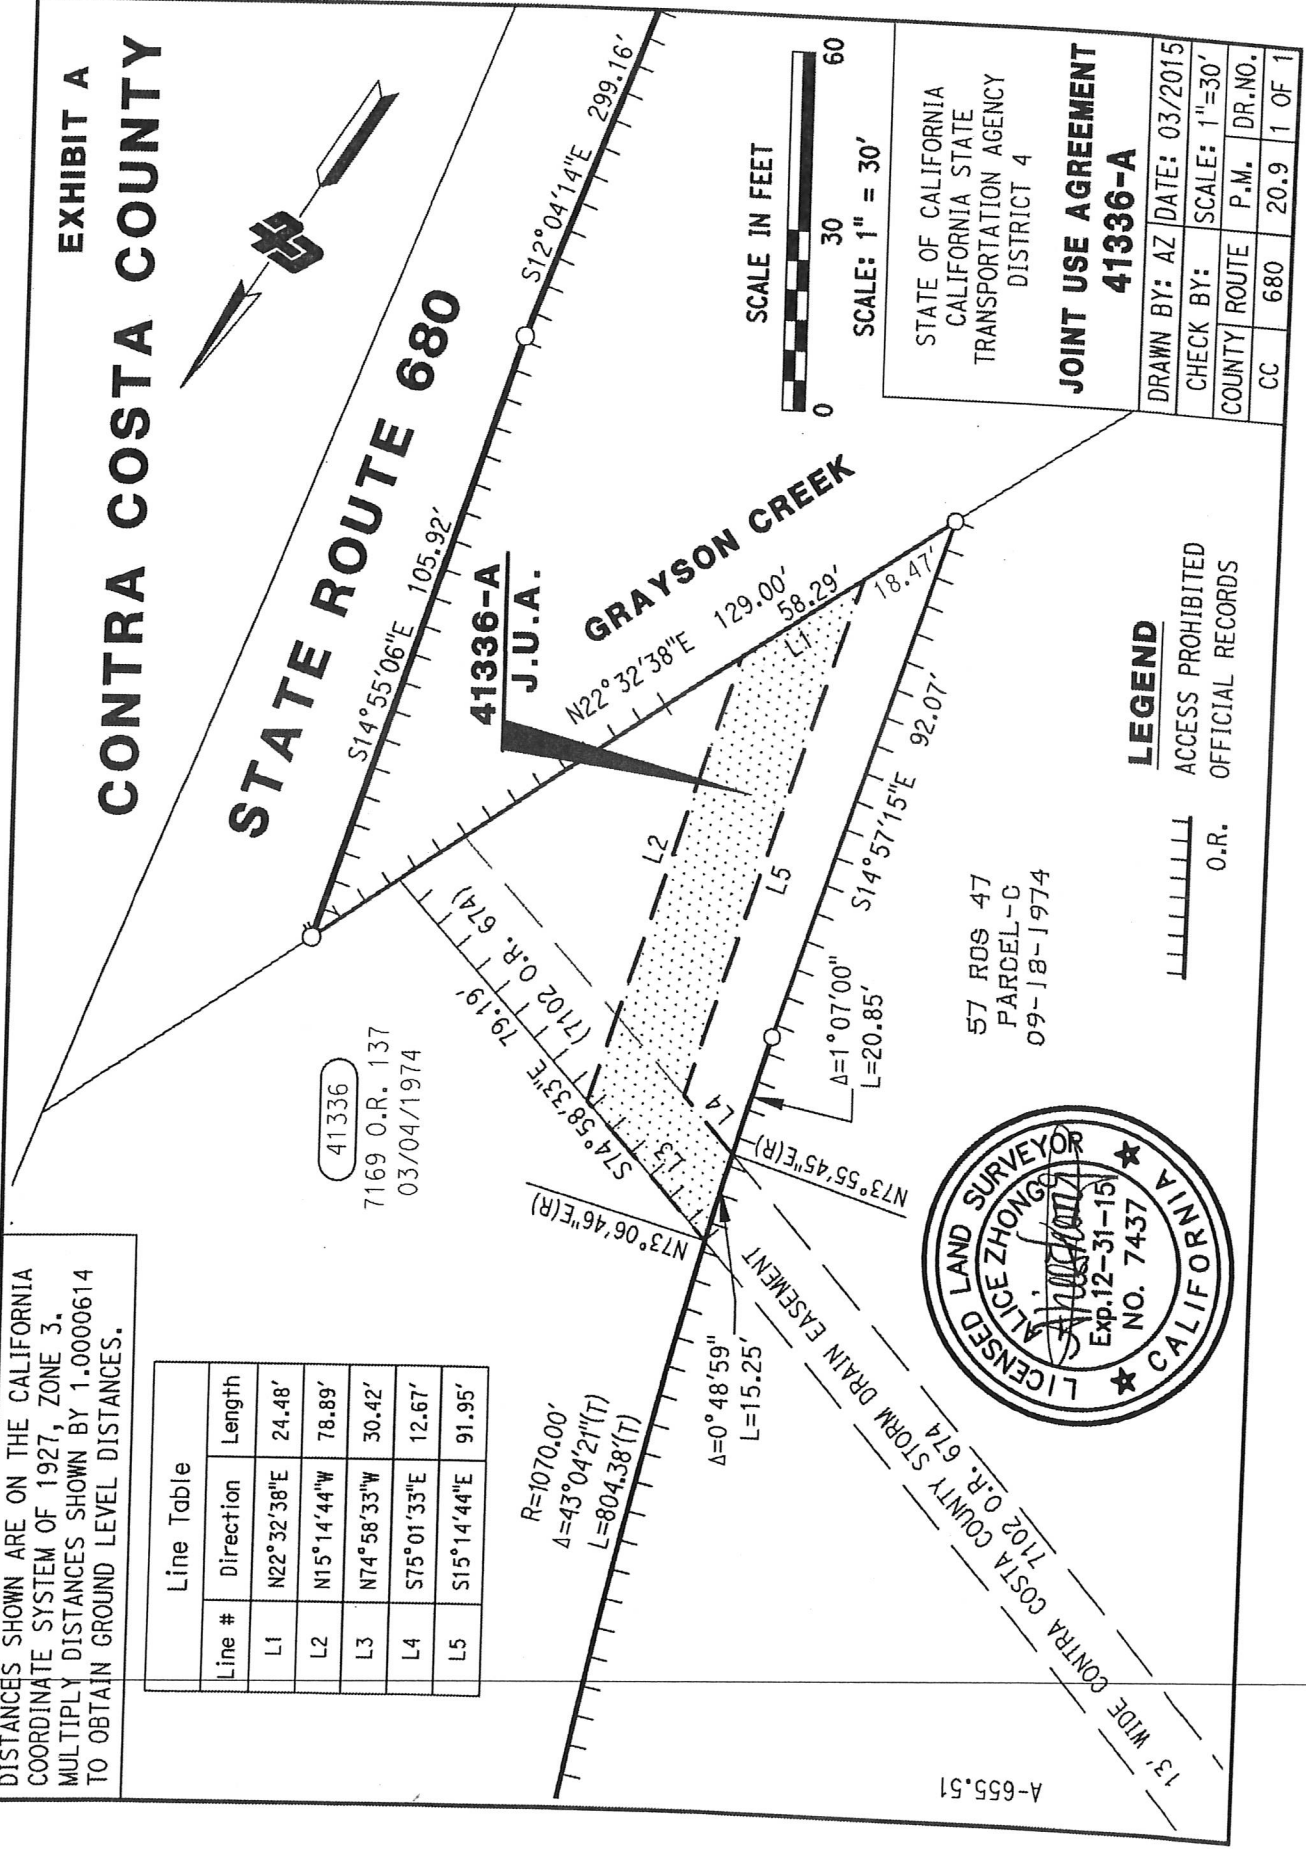 EXHIBIT A
CONTRA COSTA COUNTY
DISTANCES SHOWN ARE ON THE CALIFORNIA
COORDINATE SYSTEM OF 1927, ZONE 3.
MULTIPLY DISTANCES SHOWN BY 1.0000614
TO OBTAIN GROUND LEVEL DISTANCES.
Line Table
Line # Direction Length
L1 N22°32'38"E 24.48'
L2 N15°14'44"W 78.89'
L3 N74°58'33"W 30.42'
L4 S75°01'33"E 12.67'
L5 S15°14'44"E 91.95'
STATE ROUTE 680
S12°04'14"E 299.16'
S14°55'06"E 105.92'
41336-A
J.U.A.
GRAYSON CREEK
N22°32'38"E 129.00'
58.29'
L1
18.47'
L2
L5
L3
L4
S14°57'15"E 92.07'
S74°58'33"E 79.19'
(7102 O.R. 674)
41336
7169 O.R. 137
03/04/1974
N73°06'46"E(R)
N73°55'45"E(R)
Δ=1°07'00"
L=20.85'
Δ=0°48'59"
L=15.25'
R=1070.00'
Δ=43°04'21"(T)
L=804.38'(T)
13' WIDE CONTRA COSTA COUNTY STORM DRAIN EASEMENT
7102 O.R. 674
57 ROS 47
PARCEL-C
09-18-1974
A-655.51
LICENSED LAND SURVEYOR
ALICE ZHONG
Exp.12-31-15
NO. 7437
CALIFORNIA
LEGEND
ACCESS PROHIBITED
O.R. OFFICIAL RECORDS
SCALE IN FEET
0 30 60
SCALE: 1" = 30'
STATE OF CALIFORNIA
CALIFORNIA STATE
TRANSPORTATION AGENCY
DISTRICT 4
JOINT USE AGREEMENT
41336-A
DRAWN BY: AZ DATE: 03/2015
CHECK BY: SCALE: 1"=30'
COUNTY ROUTE P.M. DR.NO.
CC 680 20.9 1 OF 1